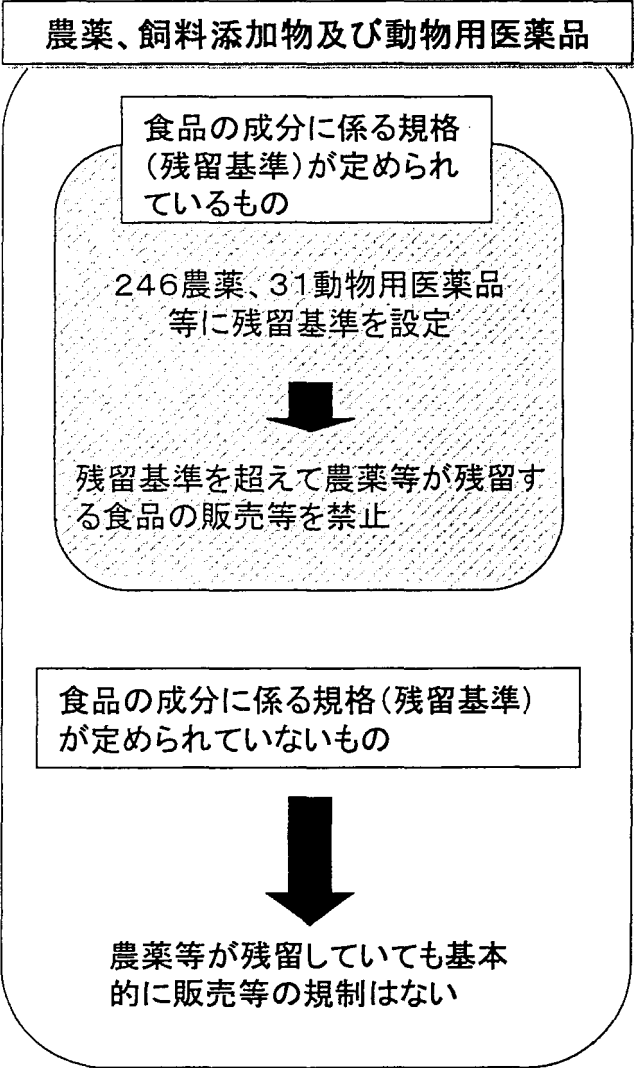 農薬、飼料添加物及び動物用医薬品
食品の成分に係る規格
(残留基準)が定められ
ているもの
246農薬、31動物用医薬品
等に残留基準を設定
残留基準を超えて農薬等が残留す
る食品の販売等を禁止
食品の成分に係る規格(残留基準)
が定められていないもの
農薬等が残留していても基本
的に販売等の規制はない